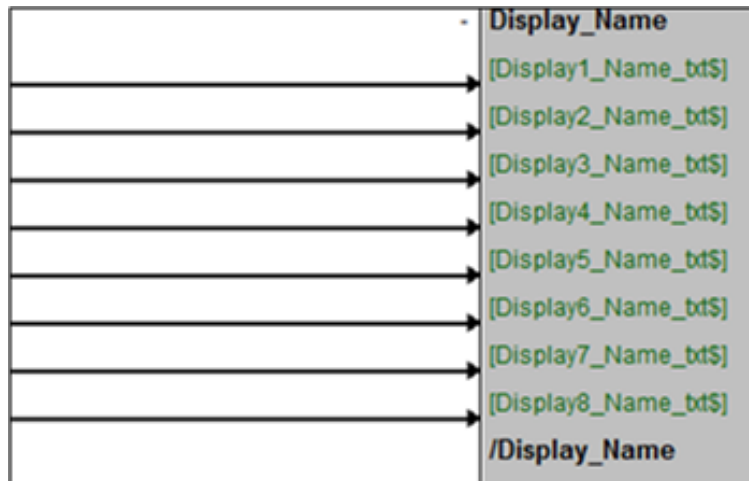 - Display_Name
[Display1_Name_txt$]
[Display2_Name_txt$]
[Display3_Name_txt$]
[Display4_Name_txt$]
[Display5_Name_txt$]
[Display6_Name_txt$]
[Display7_Name_txt$]
[Display8_Name_txt$]
/Display_Name